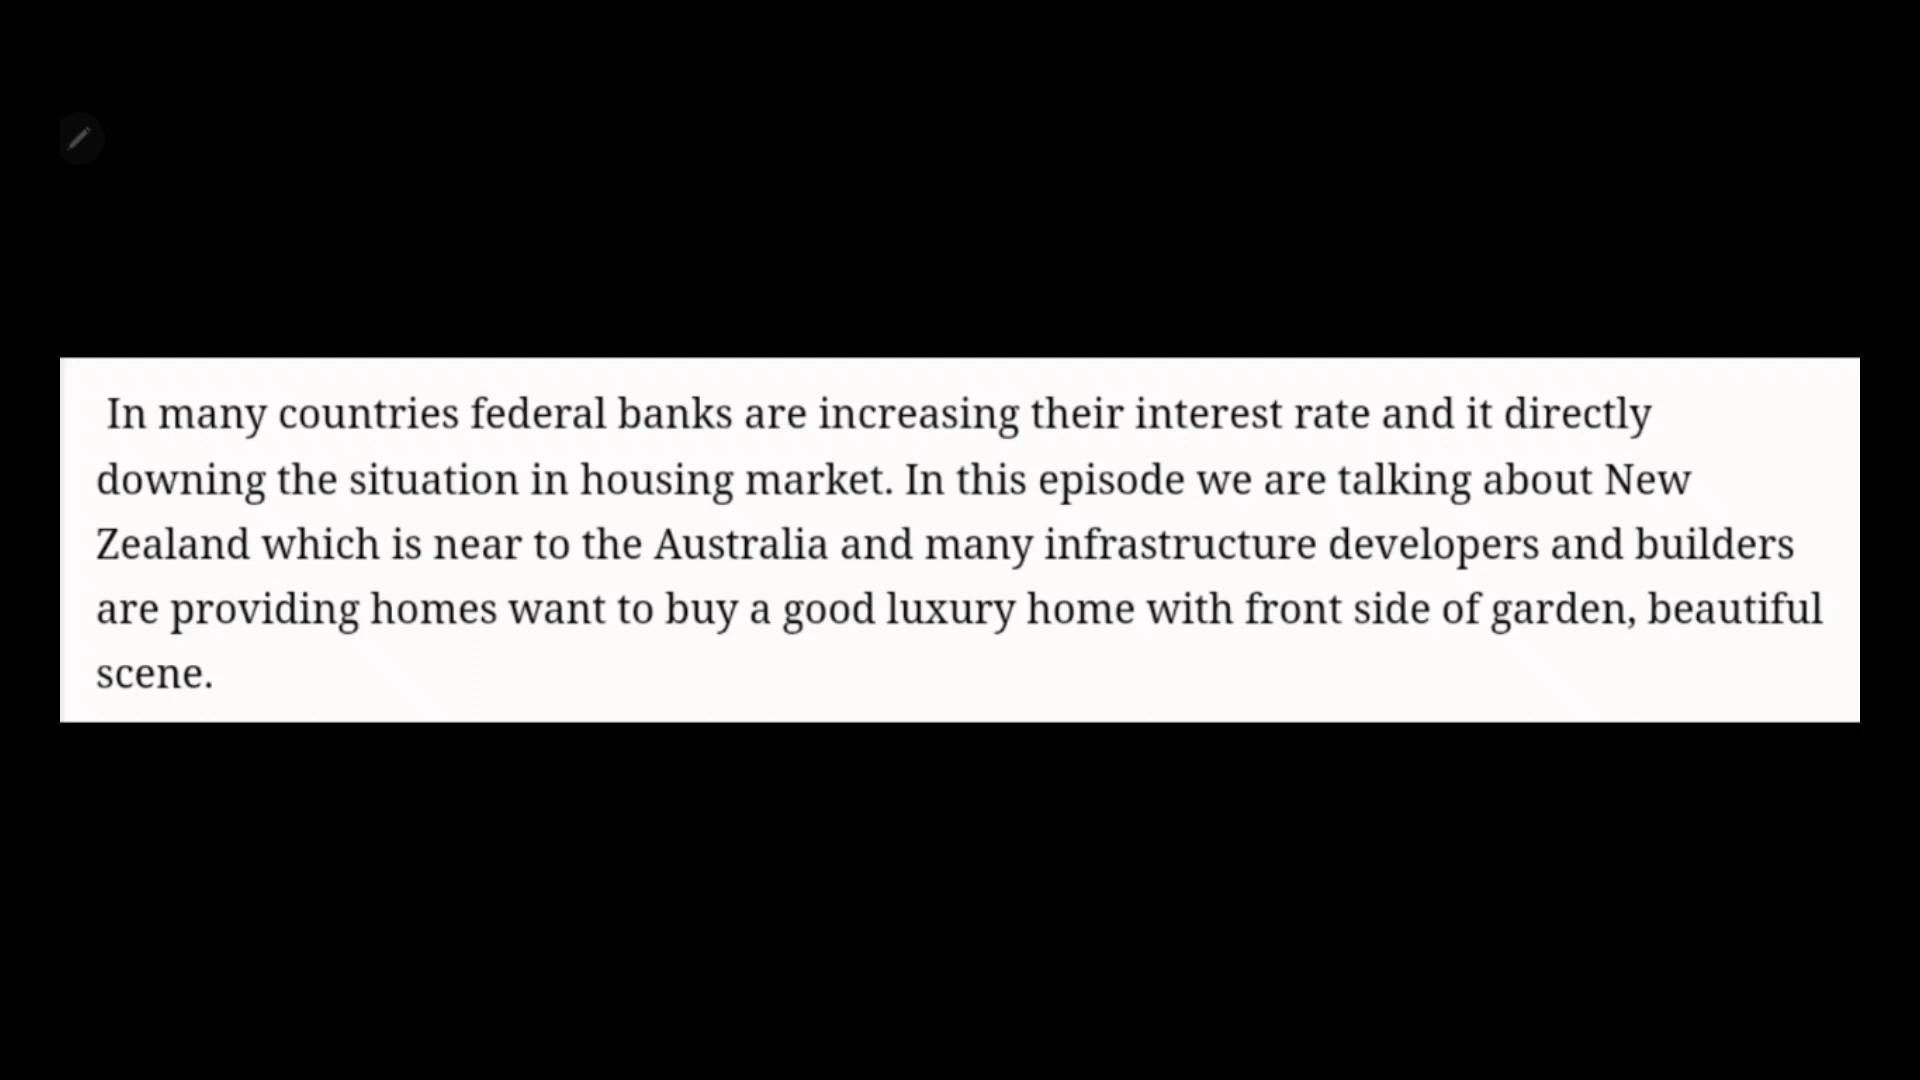 In many countries federal banks are increasing their interest rate and it directly
downing the situation in housing market. In this episode we are talking about New
Zealand which is near to the Australia and many infrastructure developers and builders
are providing homes want to buy a good luxury home with front side of garden, beautiful
scene.